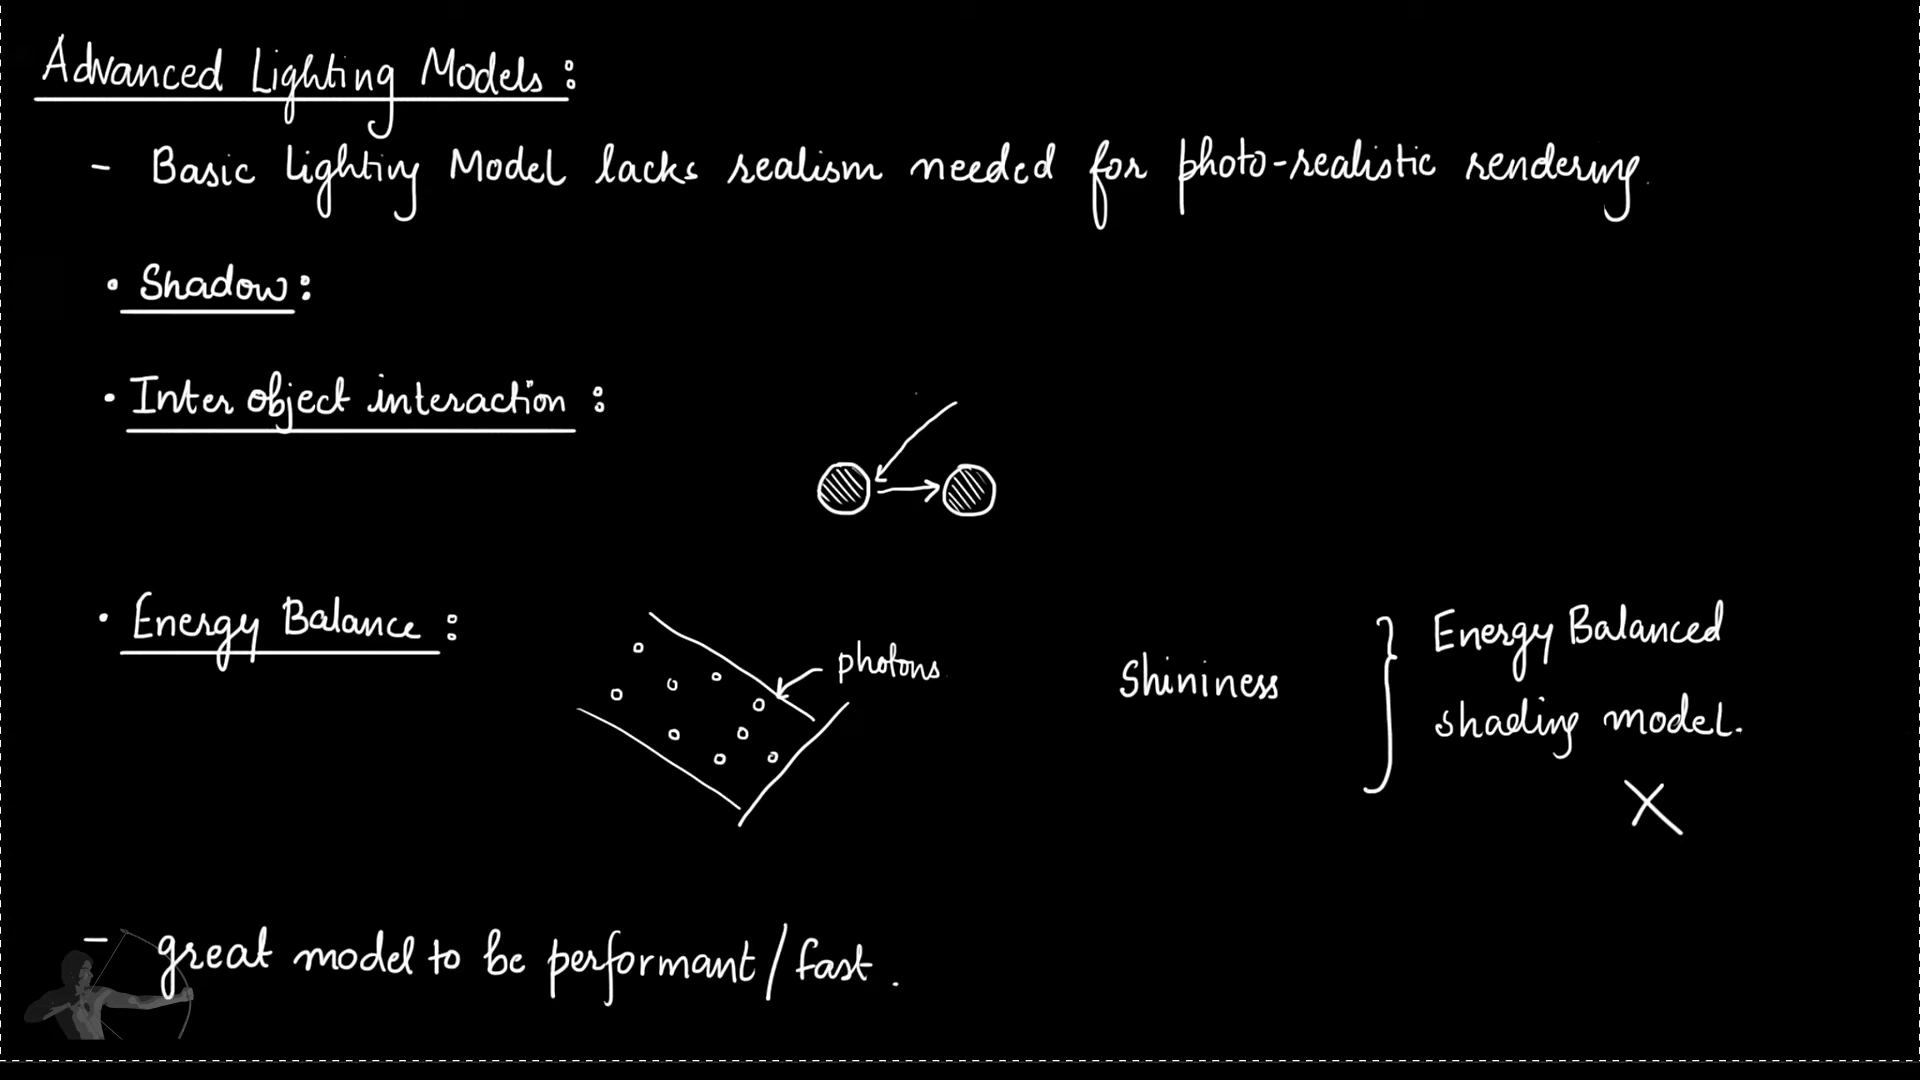 Advanced Lighting Models :
- Basic Lighting Model lacks realism needed for photo-realistic rendering.
• Shadow :
• Inter object interaction :
• Energy Balance :
photons
Shininess
Energy Balanced
shading model.
- great model to be performant/fast.